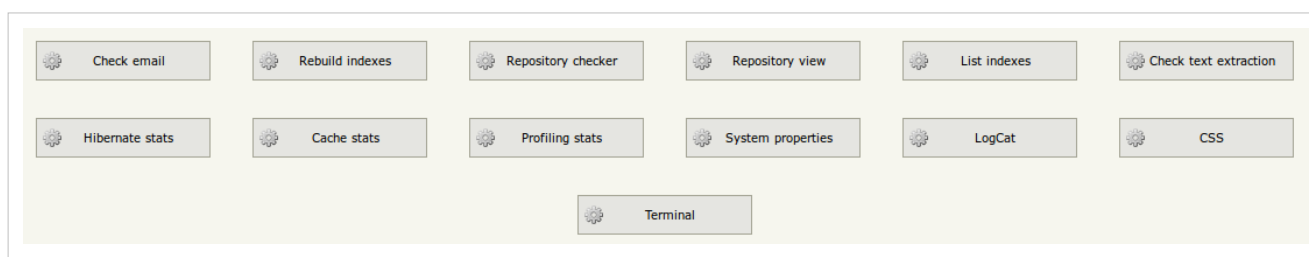 Check email
Rebuild indexes
Repository checker
Repository view
List indexes
Check text extraction
Hibernate stats
Cache stats
Profiling stats
System properties
LogCat
CSS
Terminal